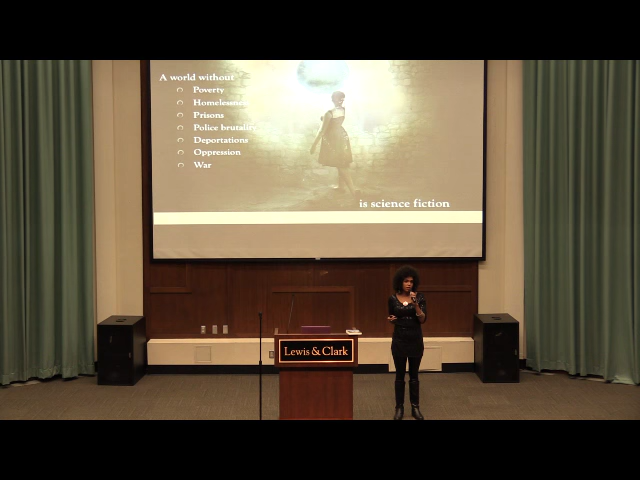 A world without
Poverty
Homelessness
Prisons
Police brutality
Deportations
Oppression
War
is science fiction
Lewis & Clark